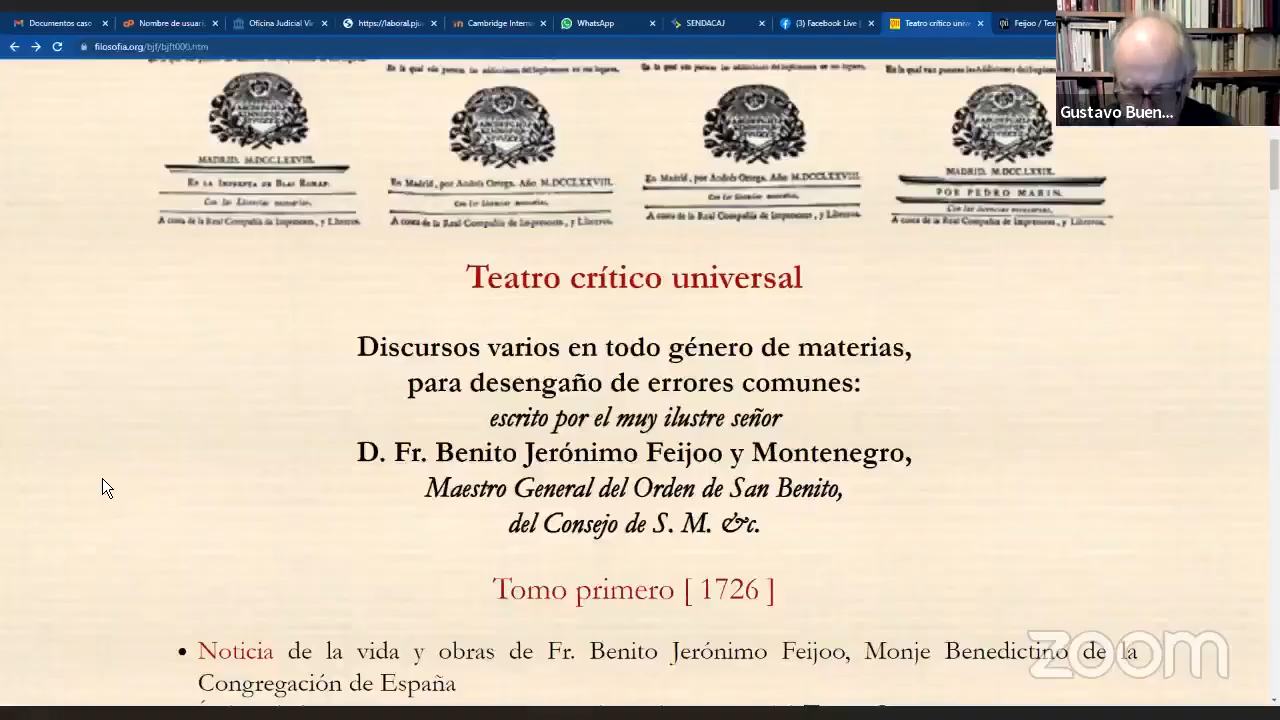 Documentos caso
Nombre de usuari
Oficina Judicial Vir
https://laboral.pju
Cambridge Intern
WhatsApp
SENDACAJ
(3) Facebook Live |
Teatro crítico univ
Feijoo / Tex
filosofia.org/bjf/bjft000.htm
Gustavo Buen...
MADRID. M.DCC.LXXVIII.
En Madrid, por Andrés Ortega. Año M.DCC.LXXVIII.
En Madrid, por Andrés Ortega. Año M.DCC.LXXVIII.
MADRID. M.DCC.LXXIX.
EN LA IMPRENTA DE BLAS ROMAN.
Con las licencias necesarias.
Con las licencias necesarias.
POR PEDRO MARIN.
Con las licencias necesarias.
Con las licencias necesarias.
A costa de la Real Compañía de Impresores, y Libreros.
A costa de la Real Compañía de Impresores, y Libreros.
A costa de la Real Compañía de Impresores, y Libreros.
A costa de la Real Compañía de Impresores, y Libreros.
Teatro crítico universal
Discursos varios en todo género de materias,
para desengaño de errores comunes:
escrito por el muy ilustre señor
D. Fr. Benito Jerónimo Feijoo y Montenegro,
Maestro General del Orden de San Benito,
del Consejo de S. M. &c.
Tomo primero [ 1726 ]
• Noticia de la vida y obras de Fr. Benito Jerónimo Feijoo, Monje Benedictino de la
Congregación de España
zoom